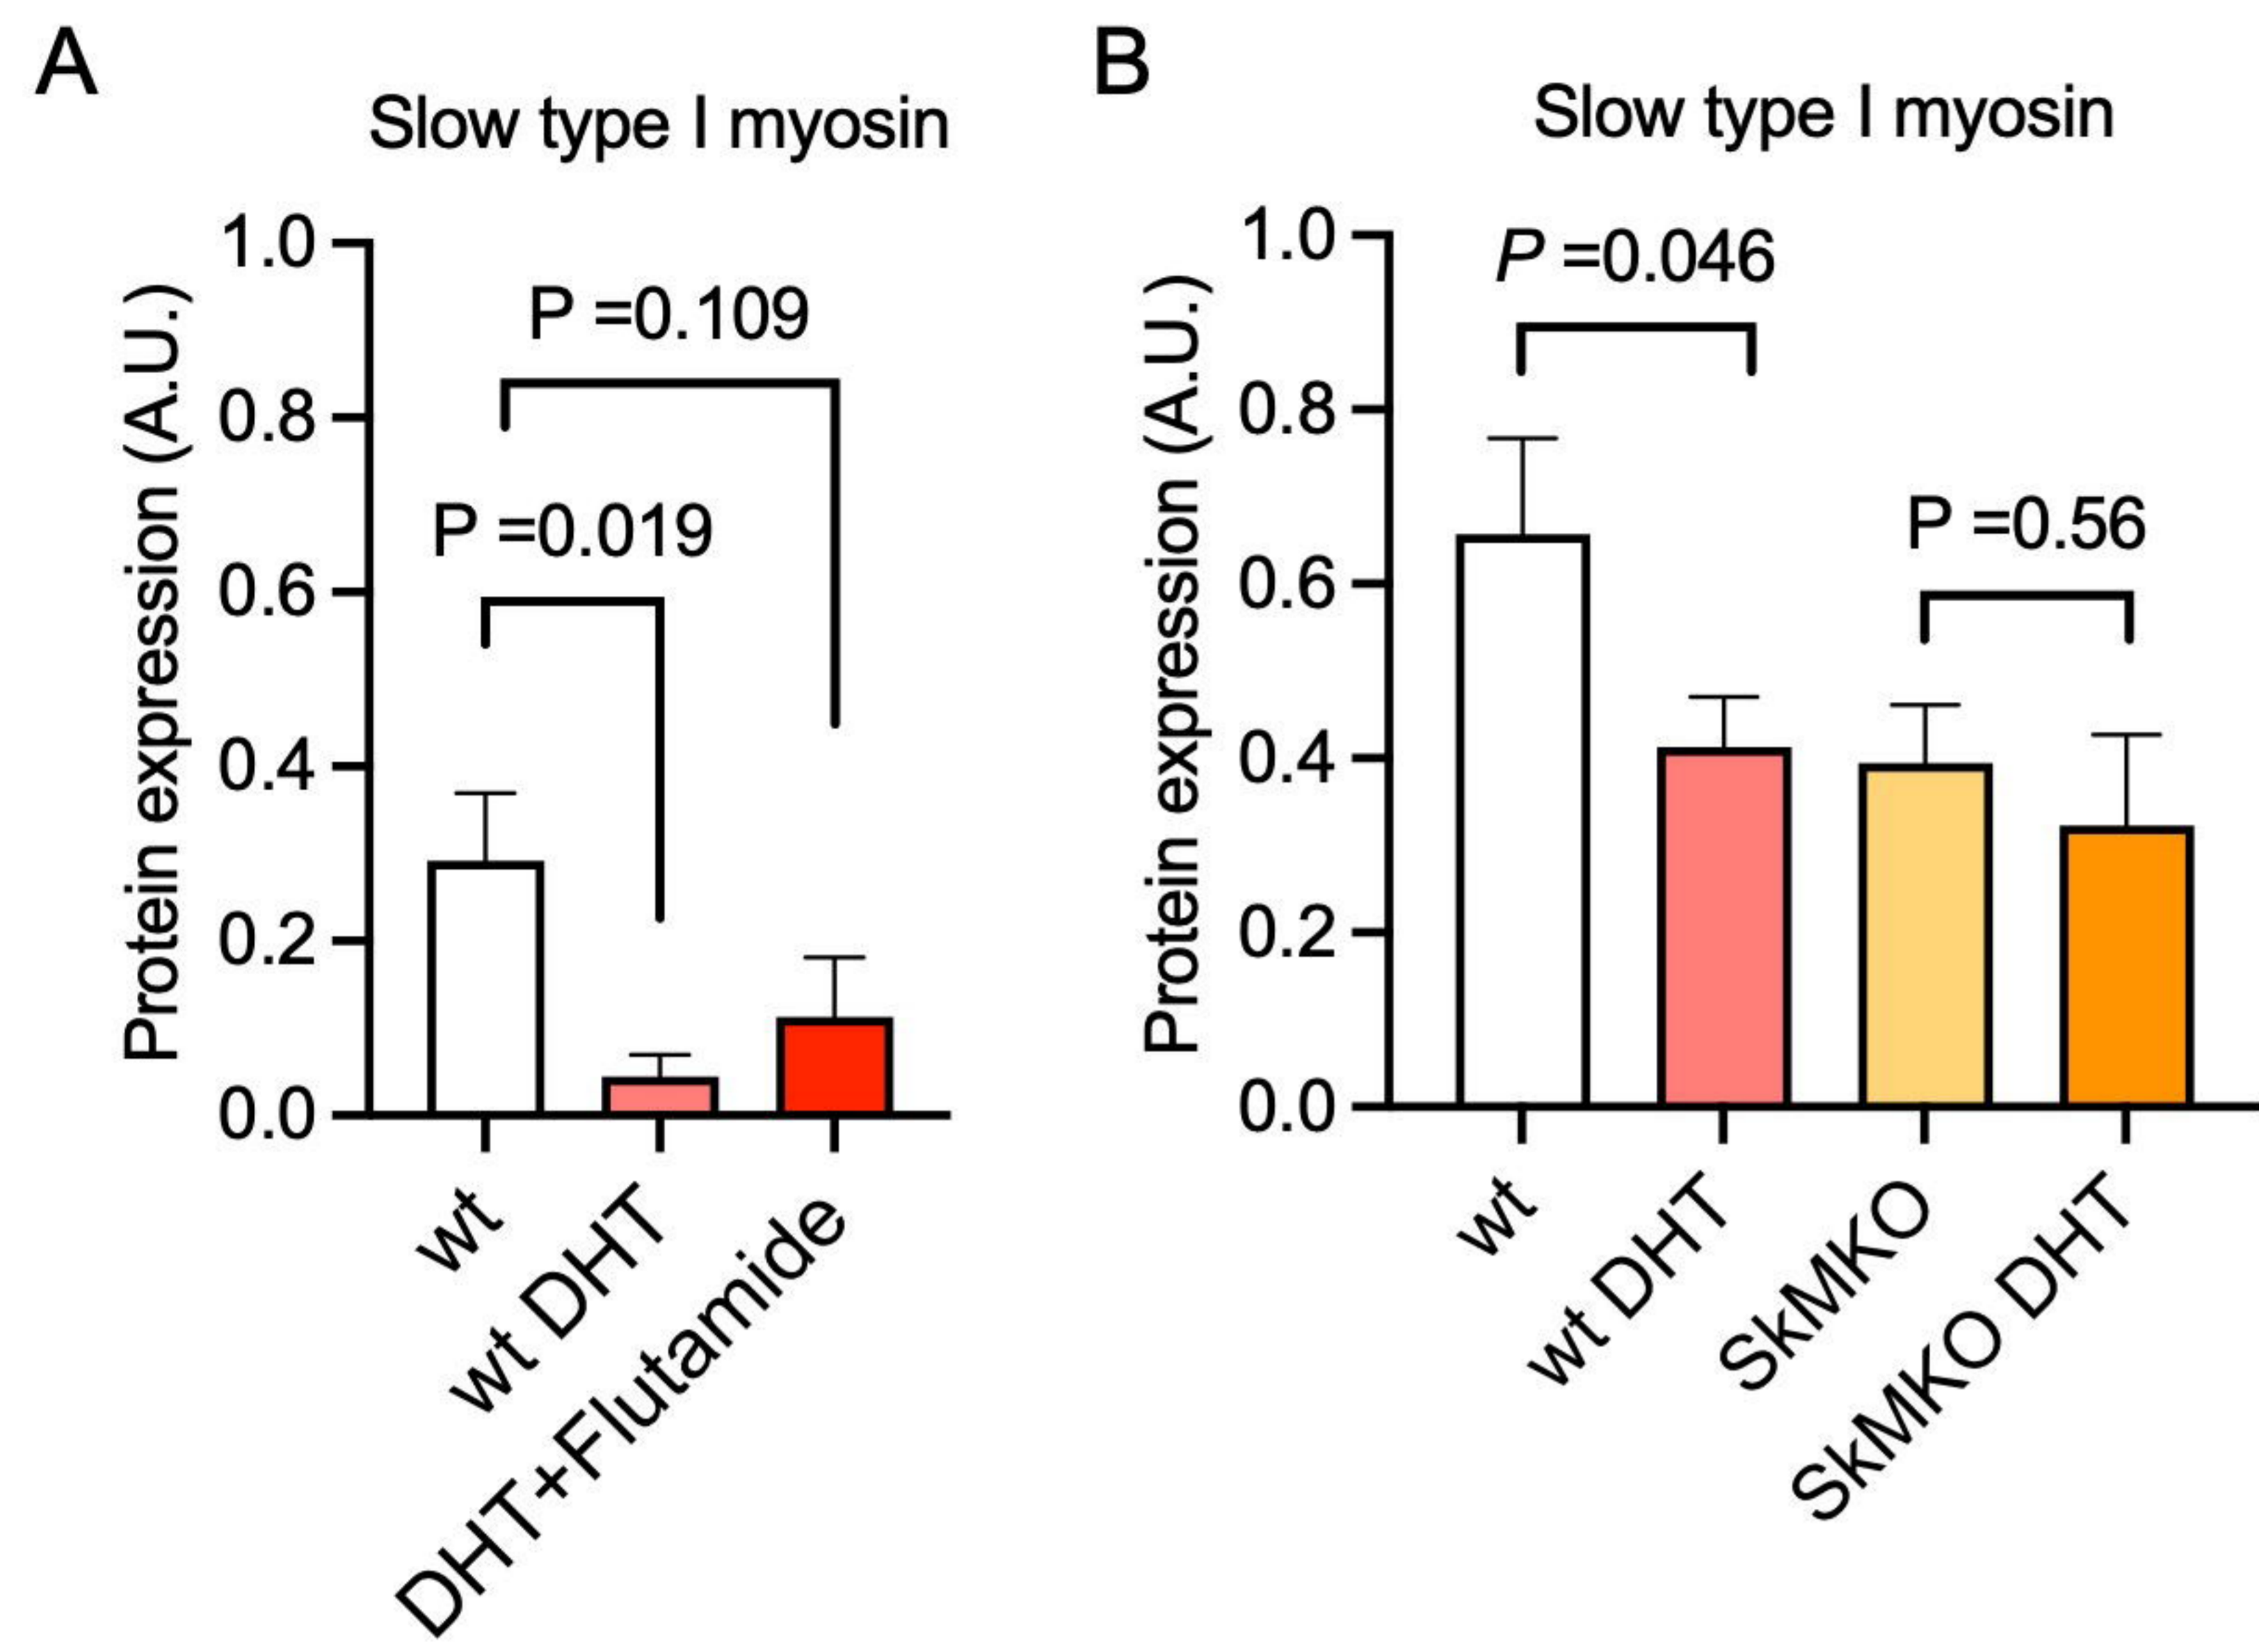 A
Slow type I myosin
Protein expression (A.U.)
1.0
0.8
0.6
0.4
0.2
0.0
P =0.109
P =0.019
wt
wt DHT
DHT+Flutamide
B
Slow type I myosin
Protein expression (A.U.)
1.0
0.8
0.6
0.4
0.2
0.0
P =0.046
P =0.56
wt
wt DHT
SkMKO
SkMKO DHT